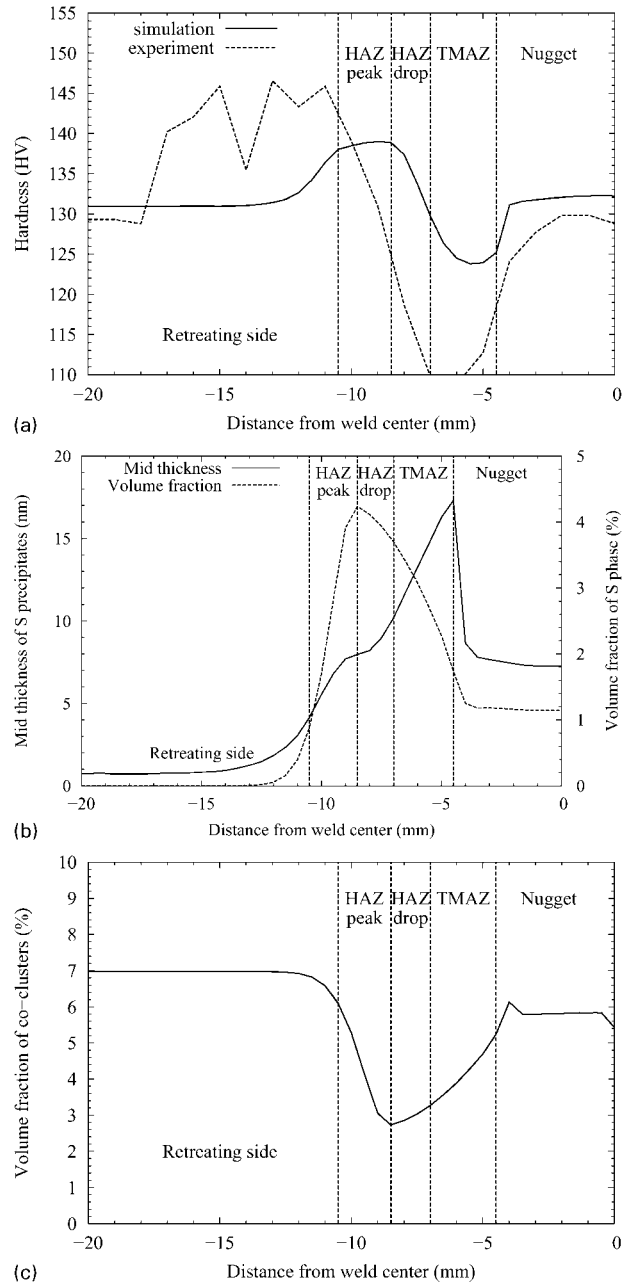 155
150
145
140
135
130
125
120
115
110
Hardness (HV)
simulation
experiment
HAZ peak
HAZ drop
TMAZ
Nugget
Retreating side
−20
−15
−10
−5
0
Distance from weld center (mm)
(a)
20
15
10
5
0
Mid thickness of S precipitates (nm)
Mid thickness
Volume fraction
HAZ peak
HAZ drop
TMAZ
Nugget
5
4
3
2
1
0
Volume fraction of S phase (%)
Retreating side
−20
−15
−10
−5
0
Distance from weld center (mm)
(b)
10
9
8
7
6
5
4
3
2
1
0
Volume fraction of co−clusters (%)
HAZ peak
HAZ drop
TMAZ
Nugget
Retreating side
−20
−15
−10
−5
0
Distance from weld center (mm)
(c)